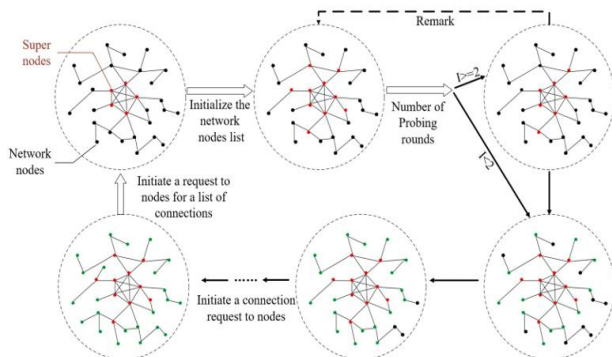 Remark
Super
nodes
Initialize the
network
nodes list
Number of
Probing
rounds
I>=2
I<2
Network
nodes
Initiate a request to
nodes for a list of
connections
Initiate a connection
request to nodes